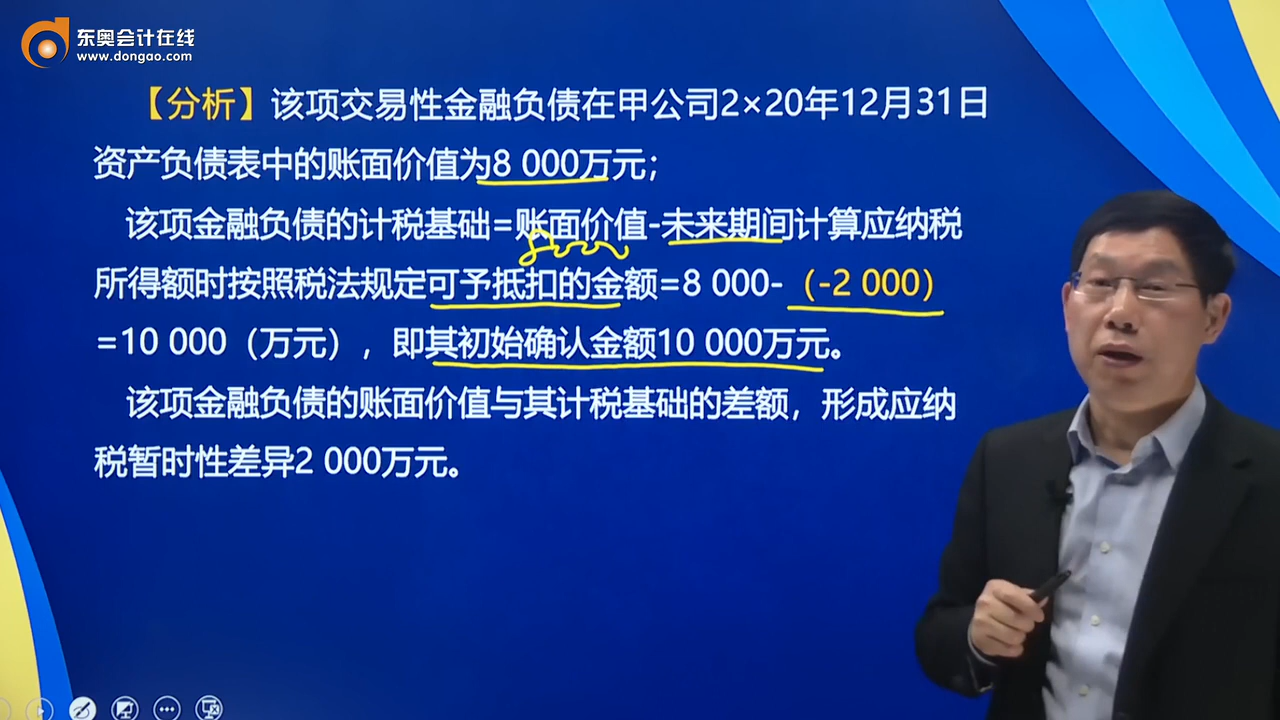 东奥会计在线
www.dongao.com
【分析】该项交易性金融负债在甲公司2×20年12月31日
资产负债表中的账面价值为8 000万元；
该项金融负债的计税基础=账面价值-未来期间计算应纳税
所得额时按照税法规定可予抵扣的金额=8 000-（-2 000）
=10 000（万元），即其初始确认金额10 000万元。
该项金融负债的账面价值与其计税基础的差额，形成应纳
税暂时性差异2 000万元。